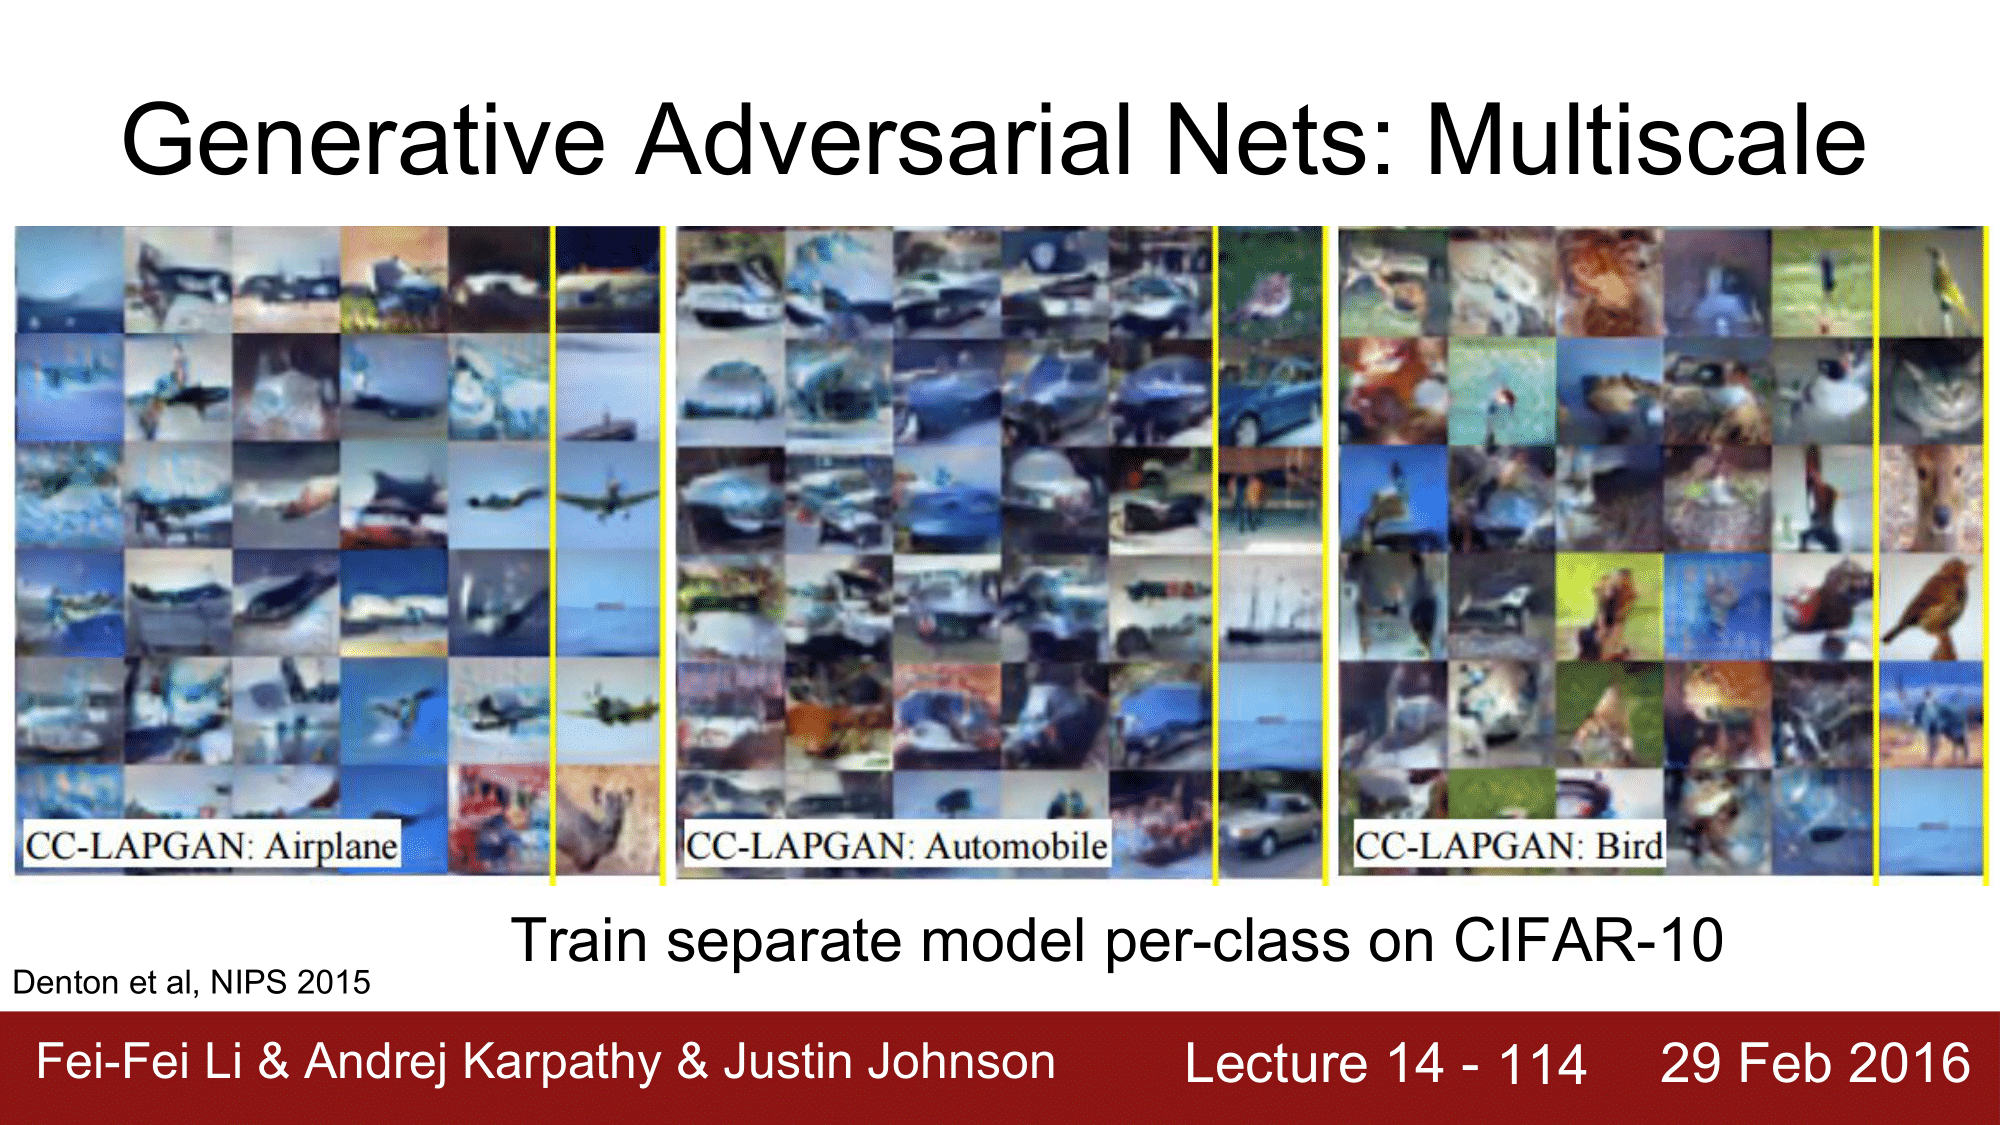 Generative Adversarial Nets: Multiscale
CC-LAPGAN: Airplane
CC-LAPGAN: Automobile
CC-LAPGAN: Bird
Train separate model per-class on CIFAR-10
Denton et al, NIPS 2015
Fei-Fei Li & Andrej Karpathy & Justin Johnson
Lecture 14 - 114
29 Feb 2016